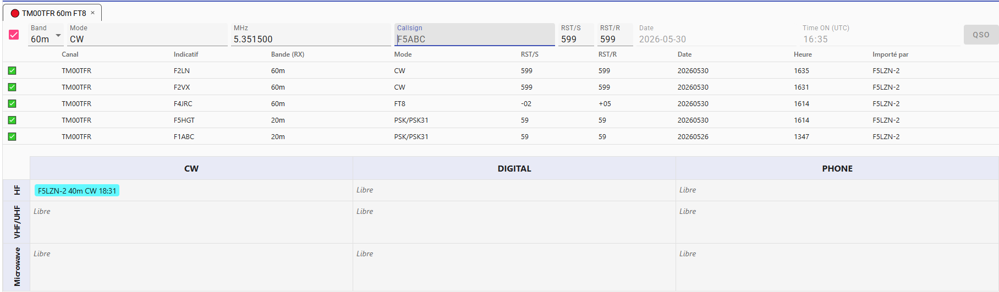 TM00TFR 60m FT8 ×
Band Mode MHz Callsign RST/S RST/R Date Time ON (UTC)
60m CW 5.351500 F5ABC 599 599 2026-05-30 16:35 QSO
Canal Indicatif Bande (RX) Mode RST/S RST/R Date Heure Importé par
TM00TFR F2LN 60m CW 599 599 20260530 1635 F5LZN-2
TM00TFR F2VX 60m CW 599 599 20260530 1631 F5LZN-2
TM00TFR F4JRC 60m FT8 -02 +05 20260530 1614 F5LZN-2
TM00TFR F5HGT 20m PSK/PSK31 59 59 20260530 1614 F5LZN-2
TM00TFR F1ABC 20m PSK/PSK31 59 59 20260526 1347 F5LZN-2
CW DIGITAL PHONE
HF F5LZN-2 40m CW 18:31 Libre Libre
VHF/UHF Libre Libre Libre
Microwave Libre Libre Libre